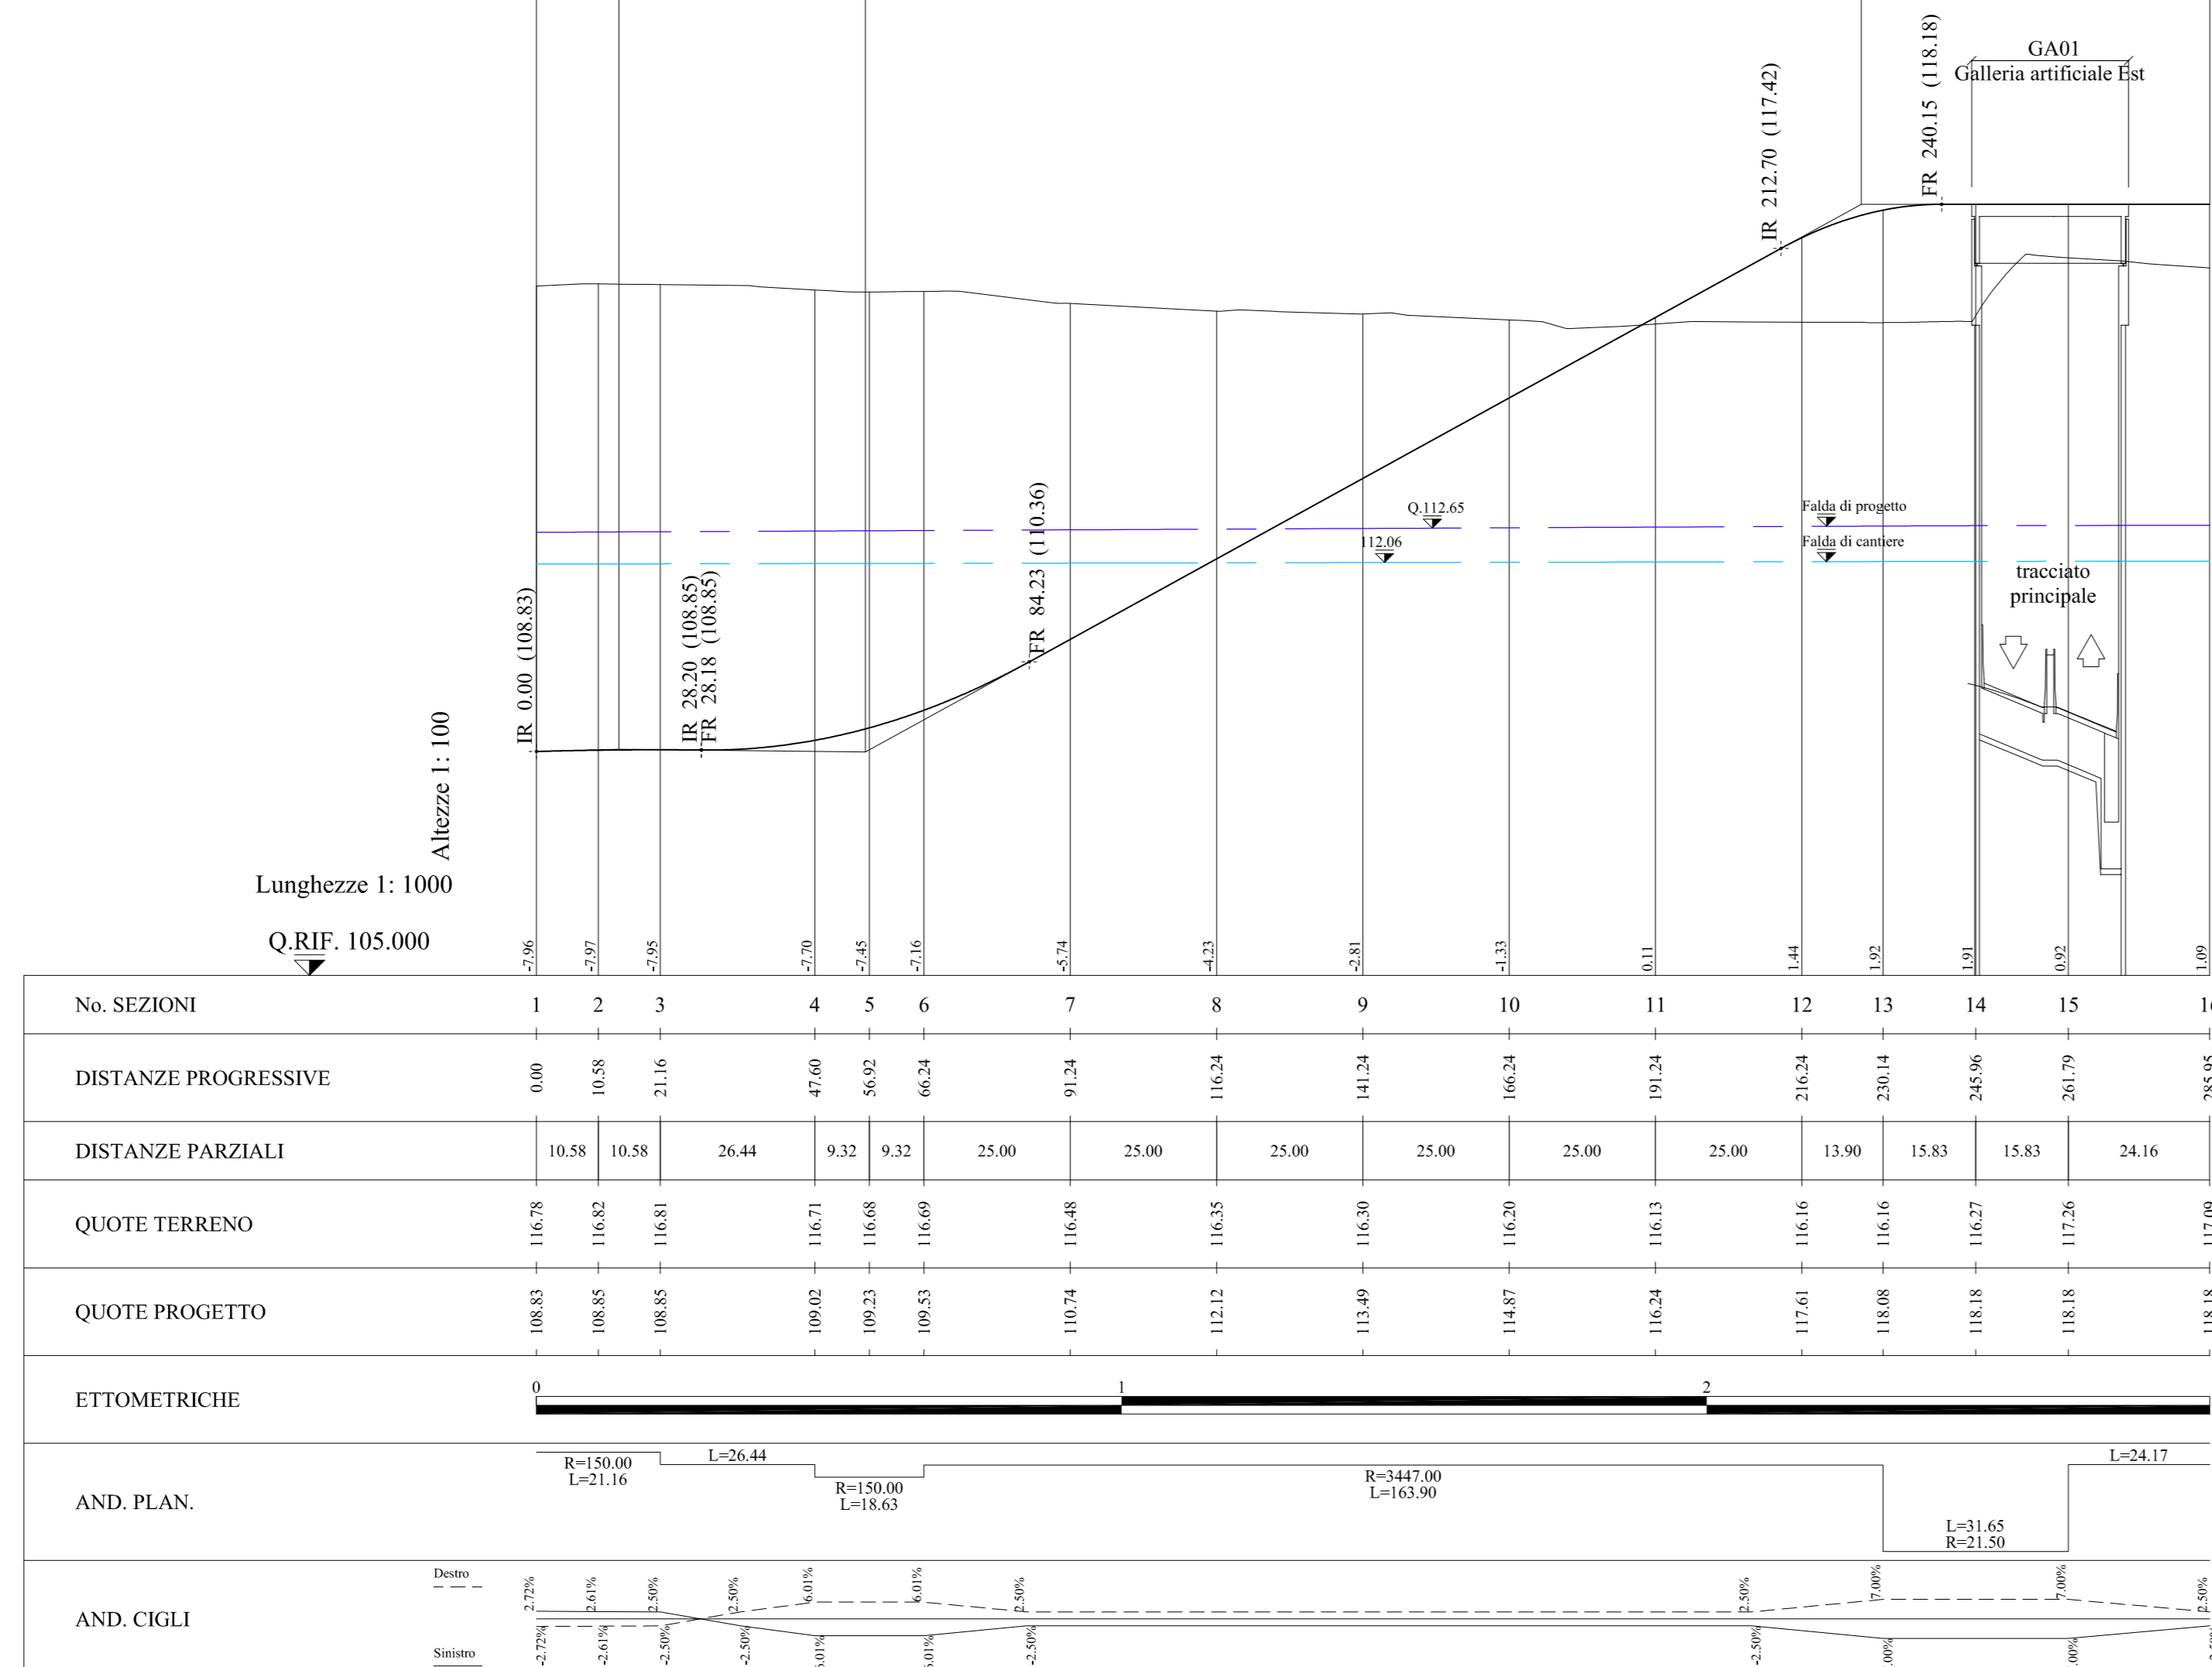 GA01
Galleria artificiale Est
FR 240.15 (118.18)
IR 212.70 (117.42)
Q.112.65
112.06
Falda di progetto
Falda di cantiere
tracciato
principale
FR 84.23 (110.36)
IR 28.20 (108.85)
FR 28.18 (108.85)
IR 0.00 (108.83)
Altezze 1: 100
Lunghezze 1: 1000
Q.RIF. 105.000
-7.96 -7.97 -7.95 -7.70 -7.45 -7.16 -5.74 -4.23 -2.81 -1.33 0.11 1.44 1.92 1.91 0.92 1.09
No. SEZIONI 1 2 3 4 5 6 7 8 9 10 11 12 13 14 15
DISTANZE PROGRESSIVE 0.00 10.58 21.16 47.60 56.92 66.24 91.24 116.24 141.24 166.24 191.24 216.24 230.14 245.96 261.79 285.95
DISTANZE PARZIALI 10.58 10.58 26.44 9.32 9.32 25.00 25.00 25.00 25.00 25.00 25.00 13.90 15.83 15.83 24.16
QUOTE TERRENO 116.78 116.82 116.81 116.71 116.68 116.69 116.48 116.35 116.30 116.20 116.13 116.16 116.16 116.27 117.26 117.09
QUOTE PROGETTO 108.83 108.85 108.85 109.02 109.23 109.53 110.74 112.12 113.49 114.87 116.24 117.61 118.08 118.18 118.18 118.18
ETTOMETRICHE 0 1 2
AND. PLAN.
R=150.00
L=21.16
L=26.44
R=150.00
L=18.63
R=3447.00
L=163.90
L=31.65
R=21.50
L=24.17
AND. CIGLI
Destro
2.72% 2.61% 2.50% 2.50% 6.01% 6.01% 2.50% 2.50% 7.00% 7.00% 2.50%
Sinistro
-2.72% -2.61% -2.50% -2.50% -2.50% -2.50%